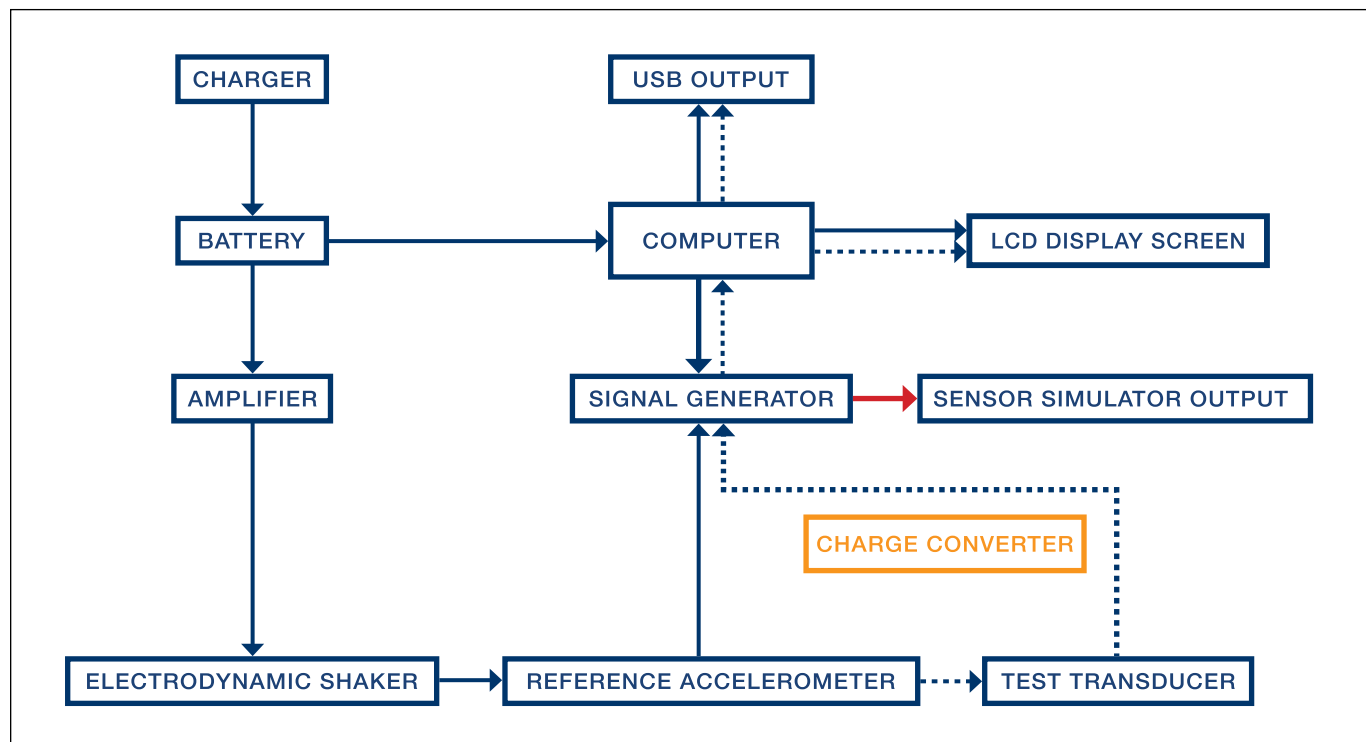 CHARGER
USB OUTPUT
BATTERY
COMPUTER
LCD DISPLAY SCREEN
AMPLIFIER
SIGNAL GENERATOR
SENSOR SIMULATOR OUTPUT
CHARGE CONVERTER
ELECTRODYNAMIC SHAKER
REFERENCE ACCELEROMETER
TEST TRANSDUCER